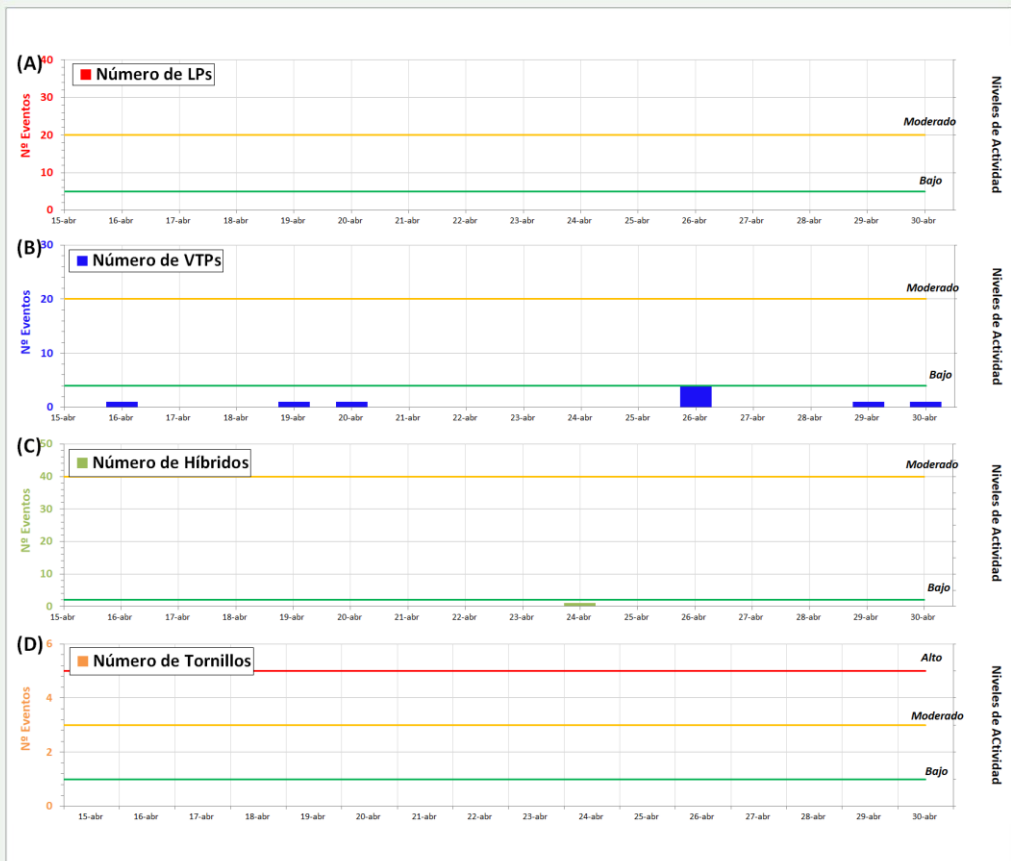 (A)
Número de LPs
Nº Eventos
40
30
20
10
0
Moderado
Bajo
Niveles de Actividad
15-abr 16-abr 17-abr 18-abr 19-abr 20-abr 21-abr 22-abr 23-abr 24-abr 25-abr 26-abr 27-abr 28-abr 29-abr 30-abr
(B)
Número de VTPs
Nº Eventos
30
20
10
0
Moderado
Bajo
Niveles de Actividad
15-abr 16-abr 17-abr 18-abr 19-abr 20-abr 21-abr 22-abr 23-abr 24-abr 25-abr 26-abr 27-abr 28-abr 29-abr 30-abr
(C)
Número de Híbridos
Nº Eventos
50
40
30
20
10
0
Moderado
Bajo
Niveles de Actividad
15-abr 16-abr 17-abr 18-abr 19-abr 20-abr 21-abr 22-abr 23-abr 24-abr 25-abr 26-abr 27-abr 28-abr 29-abr 30-abr
(D)
Número de Tornillos
Nº Eventos
6
4
2
0
Alto
Moderado
Bajo
Niveles de ACtividad
15-abr 16-abr 17-abr 18-abr 19-abr 20-abr 21-abr 22-abr 23-abr 24-abr 25-abr 26-abr 27-abr 28-abr 29-abr 30-abr